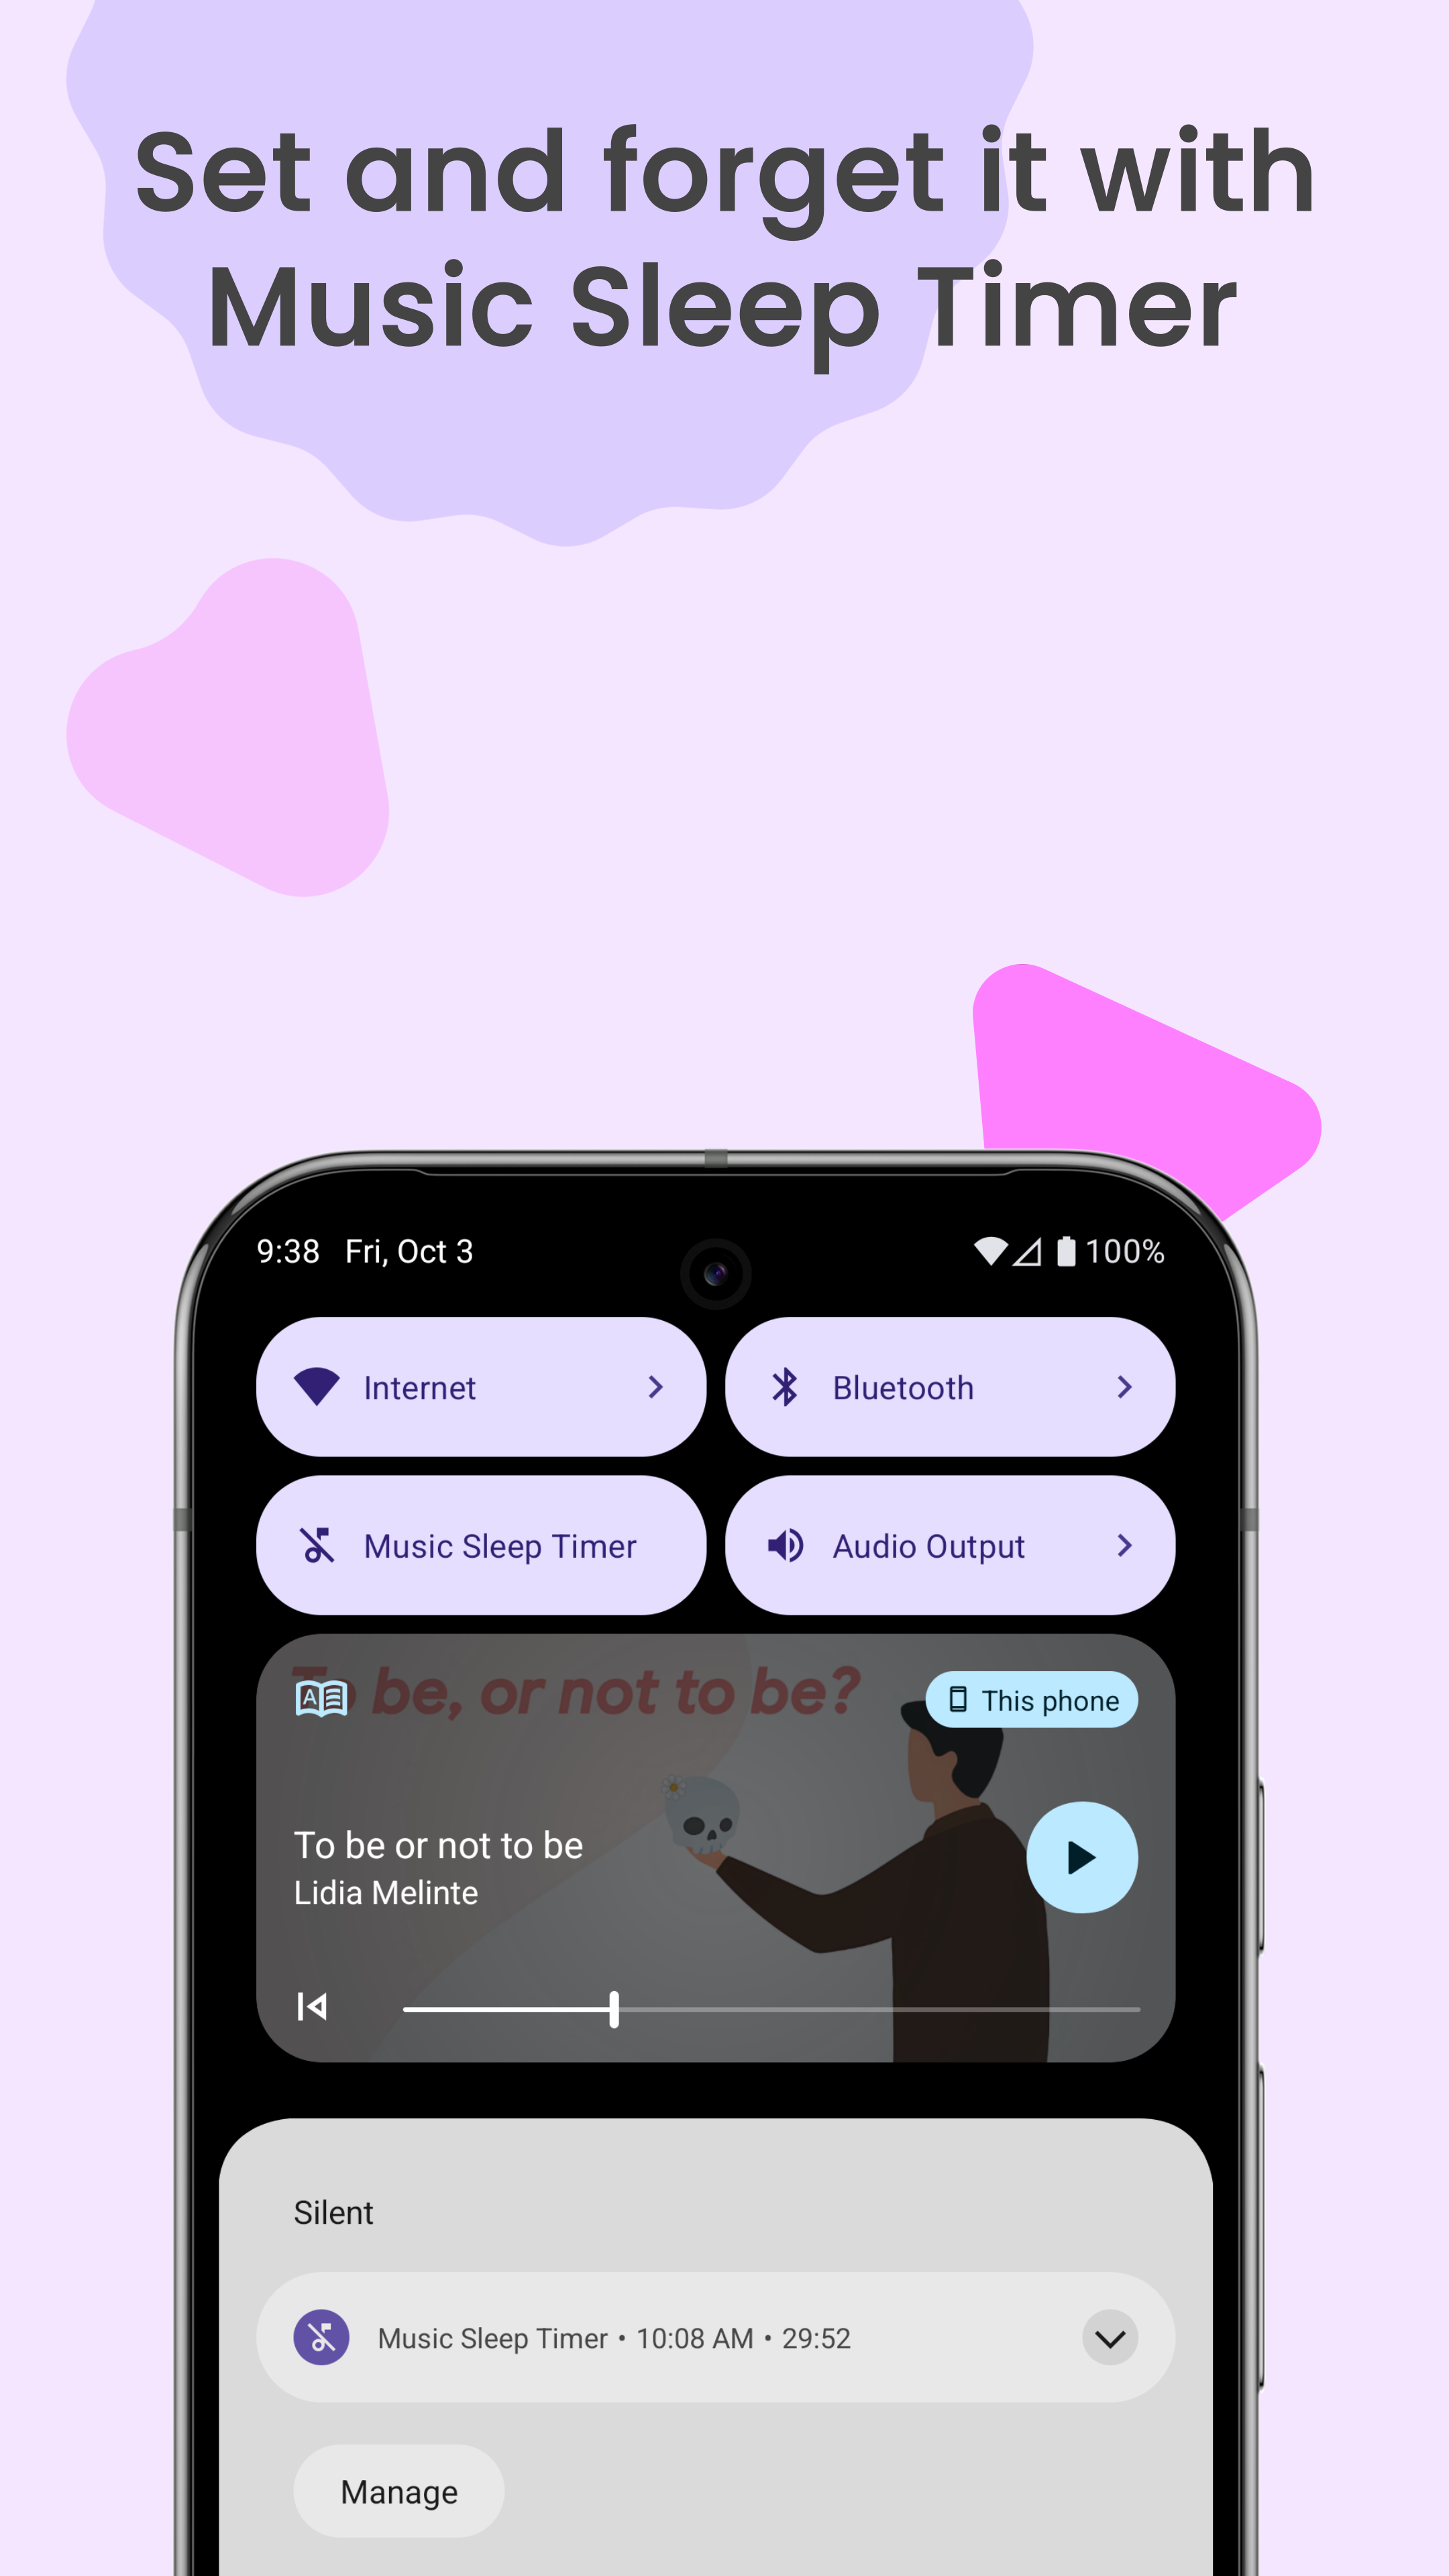 Set and forget it with
Music Sleep Timer
9:38 Fri, Oct 3 100%
Internet
Bluetooth
Music Sleep Timer
Audio Output
To be, or not to be?
This phone
To be or not to be
Lidia Melinte
Silent
Music Sleep Timer • 10:08 AM • 29:52
Manage